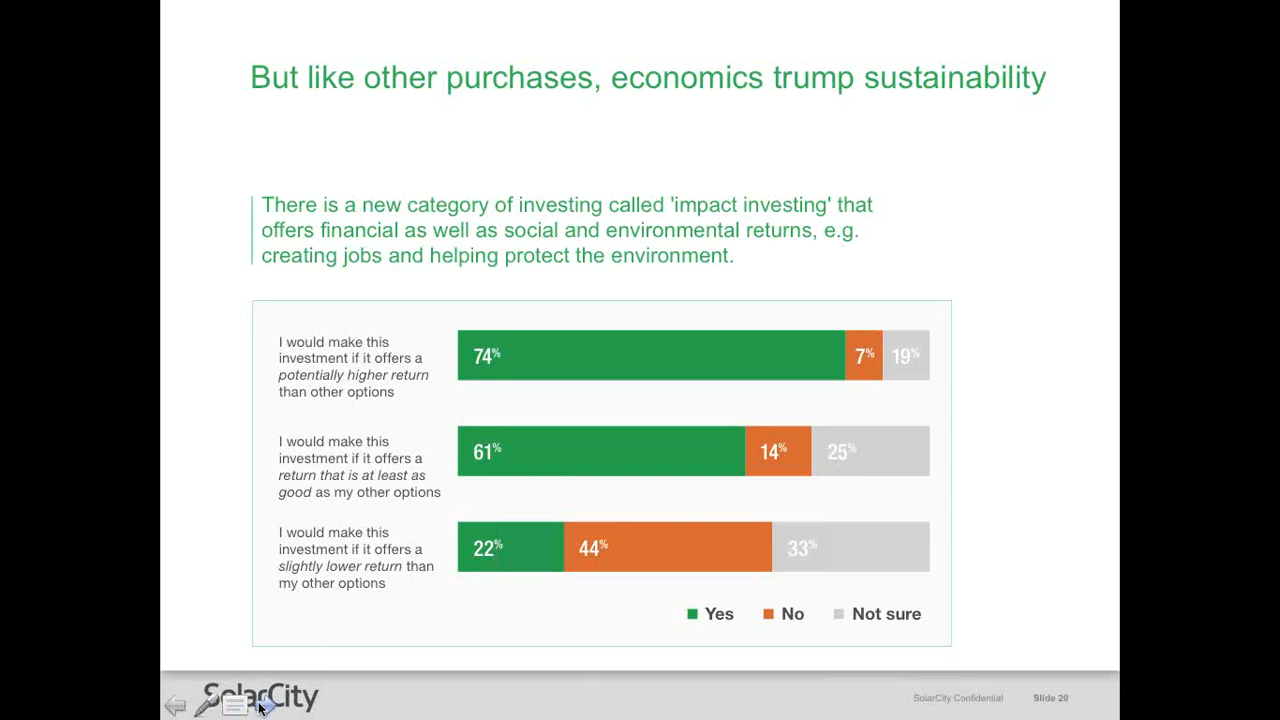 But like other purchases, economics trump sustainability
There is a new category of investing called 'impact investing' that
offers financial as well as social and environmental returns, e.g.
creating jobs and helping protect the environment.
I would make this
investment if it offers a
potentially higher return
than other options
74% 7% 19%
I would make this
investment if it offers a
return that is at least as
good as my other options
61% 14% 25%
I would make this
investment if it offers a
slightly lower return than
my other options
22% 44% 33%
Yes No Not sure
SolarCity
SolarCity Confidential Slide 20